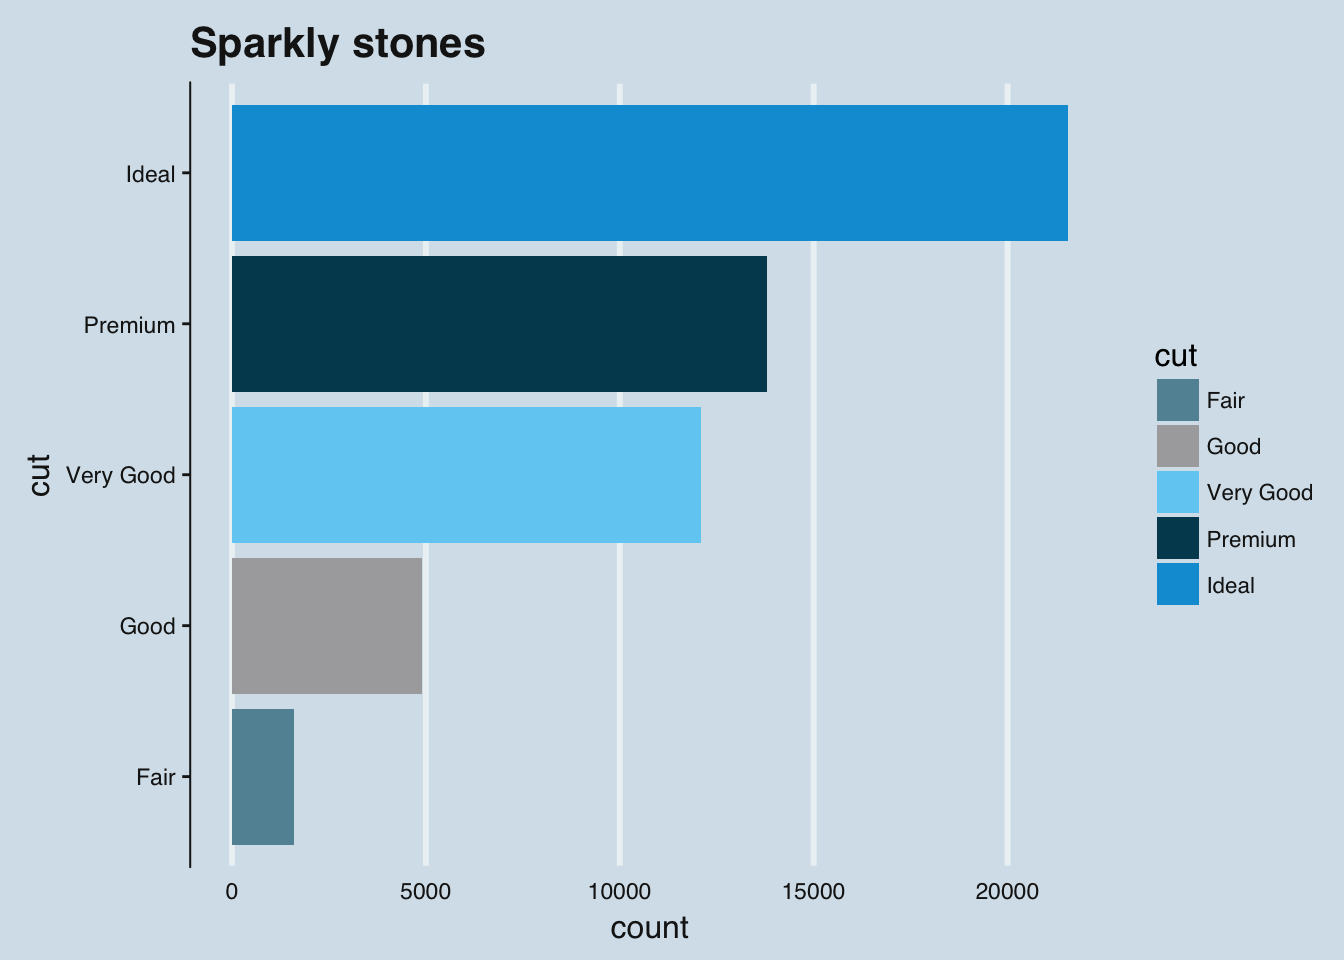 Sparkly stones
cut
Ideal
Premium
Very Good
Good
Fair
0 5000 10000 15000 20000
count
cut
Fair
Good
Very Good
Premium
Ideal